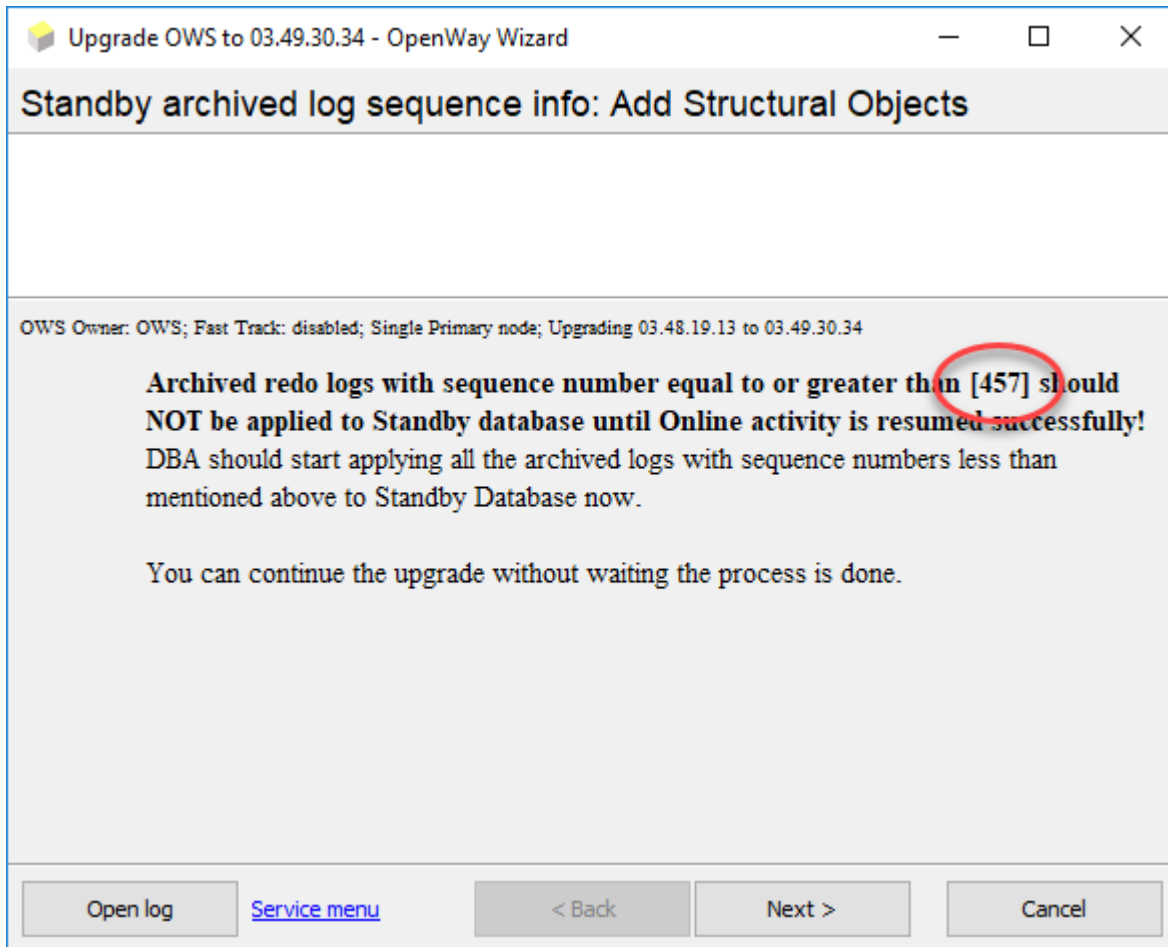 Upgrade OWS to 03.49.30.34 - OpenWay Wizard
Standby archived log sequence info: Add Structural Objects
OWS Owner: OWS; Fast Track: disabled; Single Primary node; Upgrading 03.48.19.13 to 03.49.30.34
Archived redo logs with sequence number equal to or greater than [457] should
NOT be applied to Standby database until Online activity is resumed successfully!
DBA should start applying all the archived logs with sequence numbers less than
mentioned above to Standby Database now.
You can continue the upgrade without waiting the process is done.
Open log Service menu < Back Next > Cancel